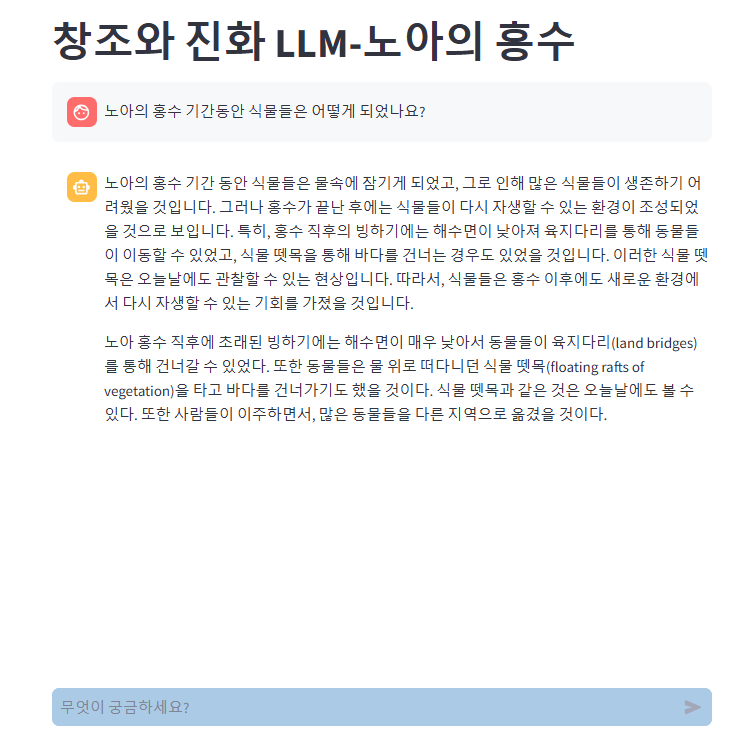 창조와 진화 LLM-노아의 홍수
노아의 홍수 기간동안 식물들은 어떻게 되었나요?
노아의 홍수 기간 동안 식물들은 물속에 잠기게 되었고, 그로 인해 많은 식물들이 생존하기 어
려웠을 것입니다. 그러나 홍수가 끝난 후에는 식물들이 다시 자생할 수 있는 환경이 조성되었
을 것으로 보입니다. 특히, 홍수 직후의 빙하기에는 해수면이 낮아져 육지다리를 통해 동물들
이 이동할 수 있었고, 식물 뗏목을 통해 바다를 건너는 경우도 있었을 것입니다. 이러한 식물 뗏
목은 오늘날에도 관찰할 수 있는 현상입니다. 따라서, 식물들은 홍수 이후에도 새로운 환경에
서 다시 자생할 수 있는 기회를 가졌을 것입니다.
노아 홍수 직후에 초래된 빙하기에는 해수면이 매우 낮아서 동물들이 육지다리(land bridges)
를 통해 건너갈 수 있었다. 또한 동물들은 물 위로 떠다니던 식물 뗏목(floating rafts of
vegetation)을 타고 바다를 건너가기도 했을 것이다. 식물 뗏목과 같은 것은 오늘날에도 볼 수
있다. 또한 사람들이 이주하면서, 많은 동물들을 다른 지역으로 옮겼을 것이다.
무엇이 궁금하세요?